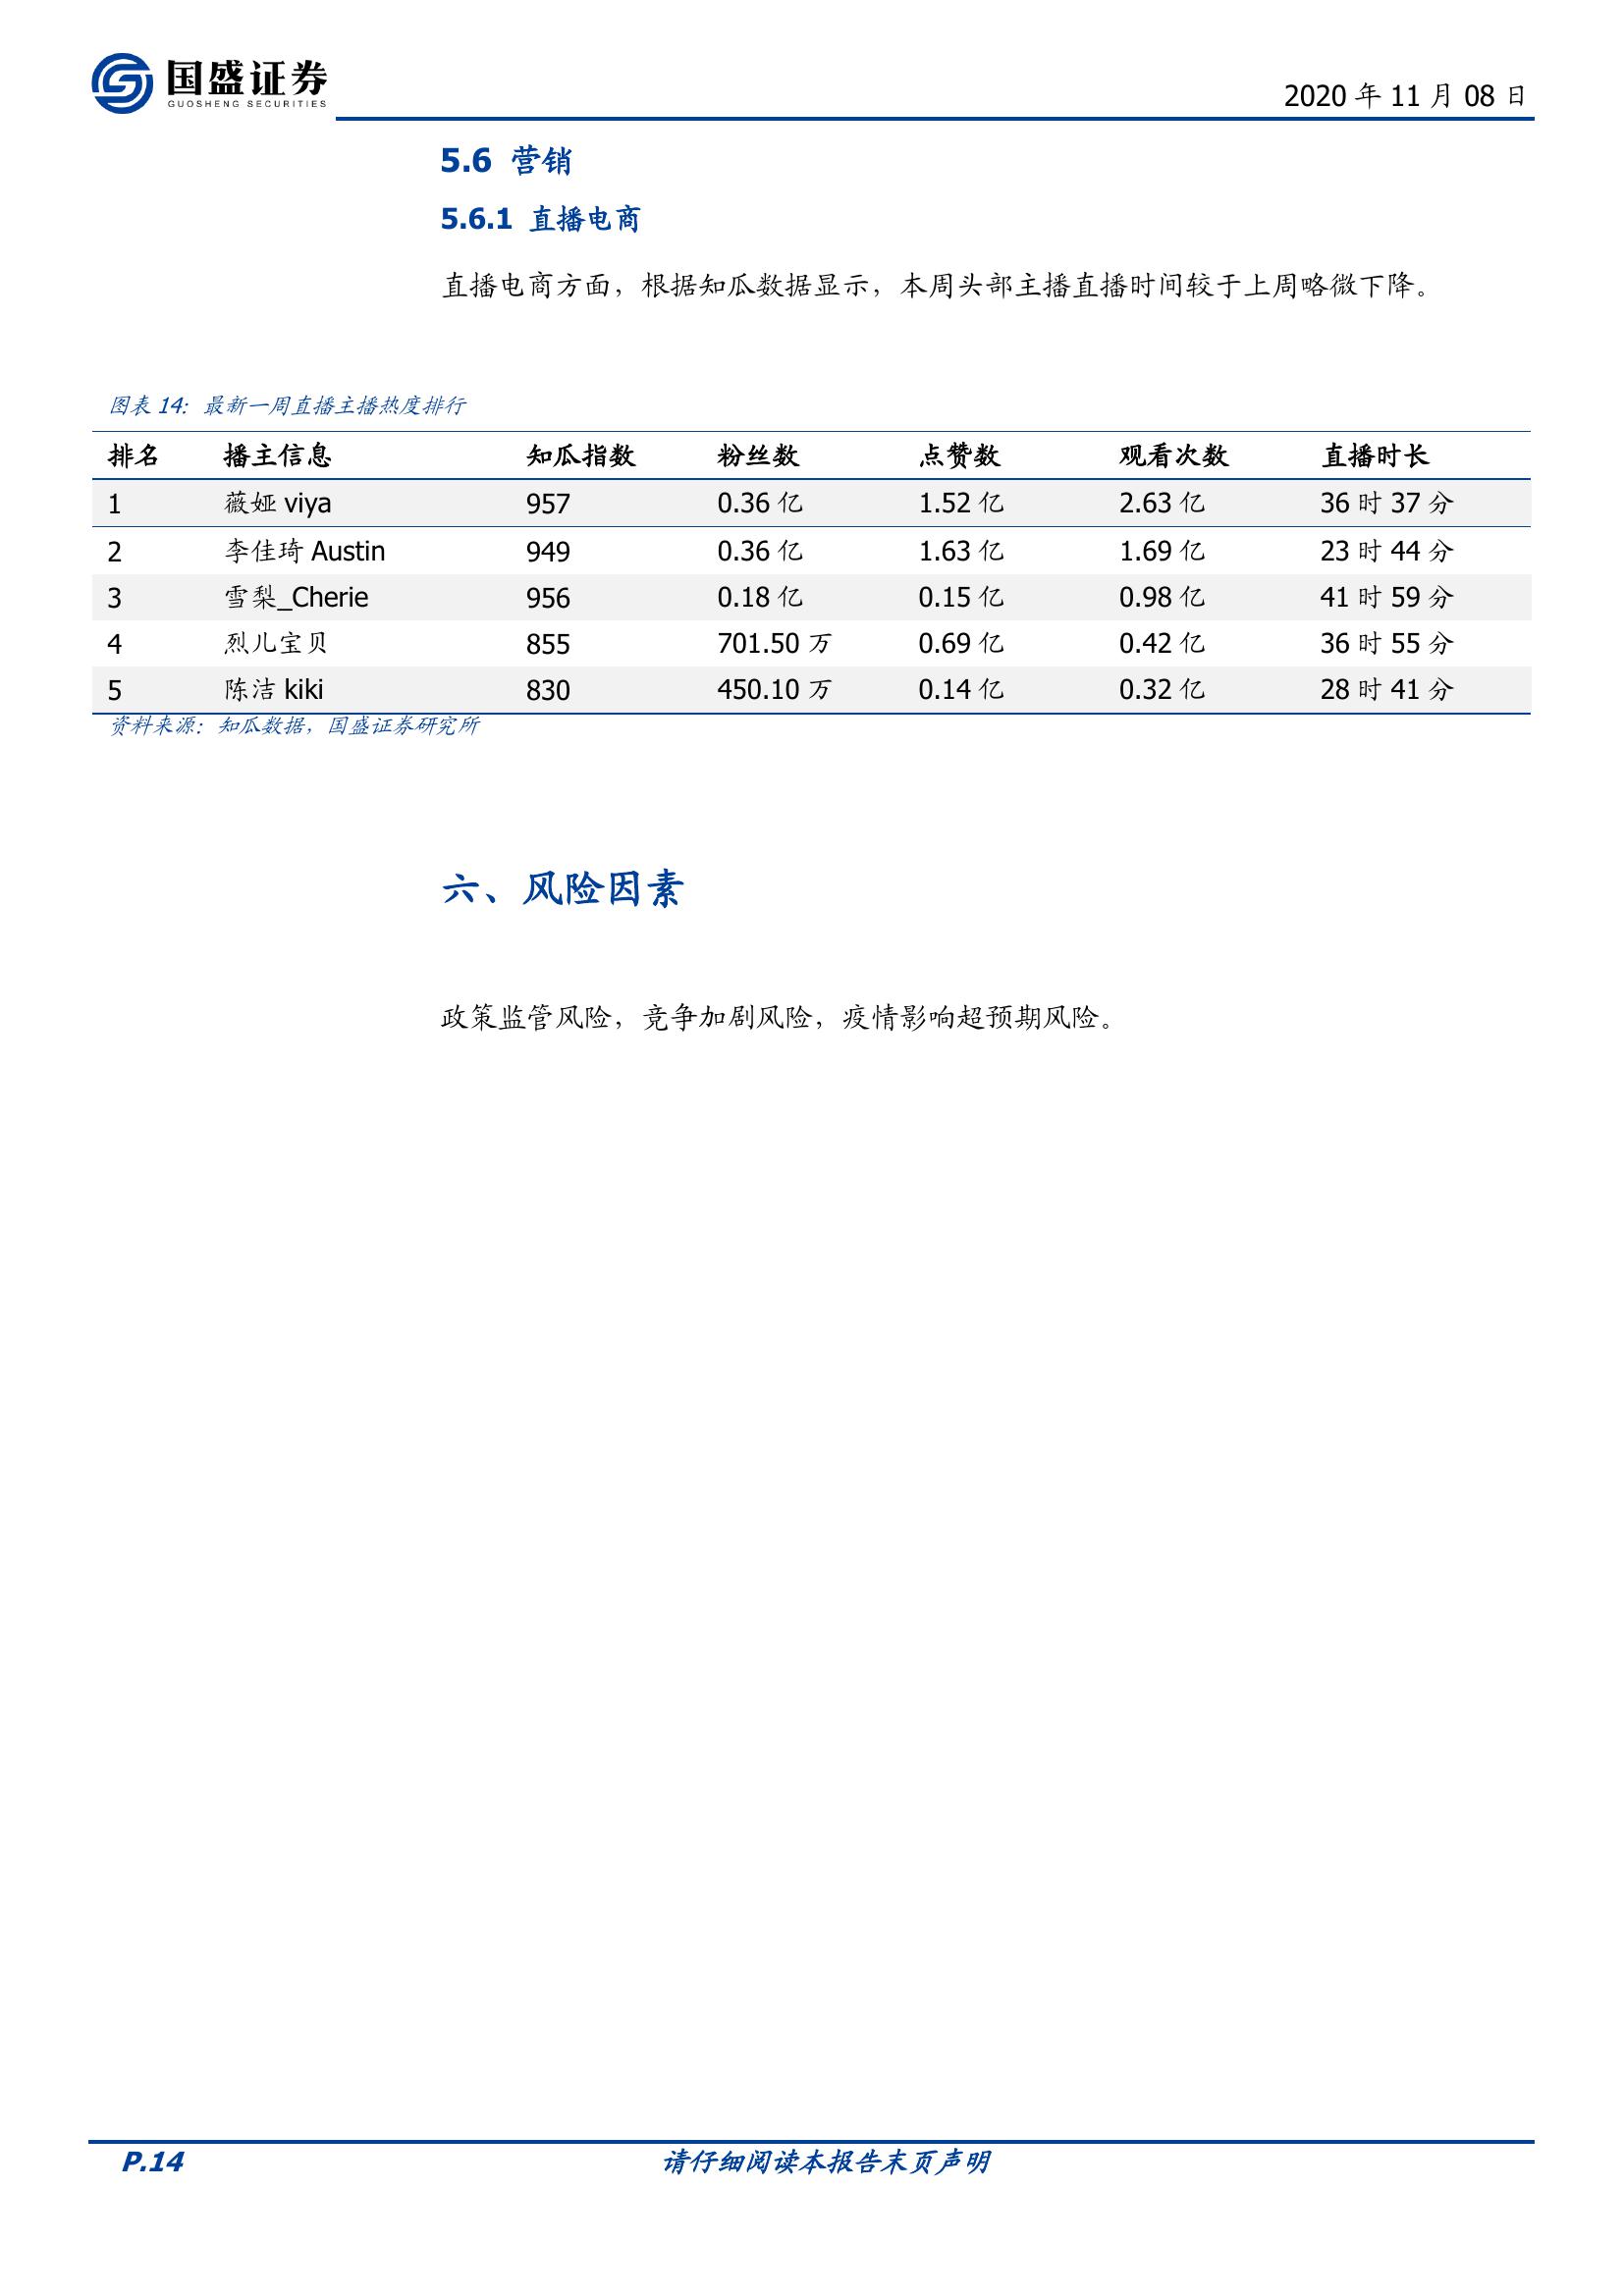 国盛证券
GUOSHENG SECURITIES
2020 年 11 月 08 日
5.6 营销
5.6.1 直播电商
直播电商方面，根据知瓜数据显示，本周头部主播直播时间较于上周略微下降。
图表 14：最新一周直播主播热度排行
排名 播主信息 知瓜指数 粉丝数 点赞数 观看次数 直播时长
1 薇娅 viya 957 0.36 亿 1.52 亿 2.63 亿 36 时 37 分
2 李佳琦 Austin 949 0.36 亿 1.63 亿 1.69 亿 23 时 44 分
3 雪梨_Cherie 956 0.18 亿 0.15 亿 0.98 亿 41 时 59 分
4 烈儿宝贝 855 701.50 万 0.69 亿 0.42 亿 36 时 55 分
5 陈洁 kiki 830 450.10 万 0.14 亿 0.32 亿 28 时 41 分
资料来源：知瓜数据，国盛证券研究所
六、风险因素
政策监管风险，竞争加剧风险，疫情影响超预期风险。
P.14 请仔细阅读本报告末页声明